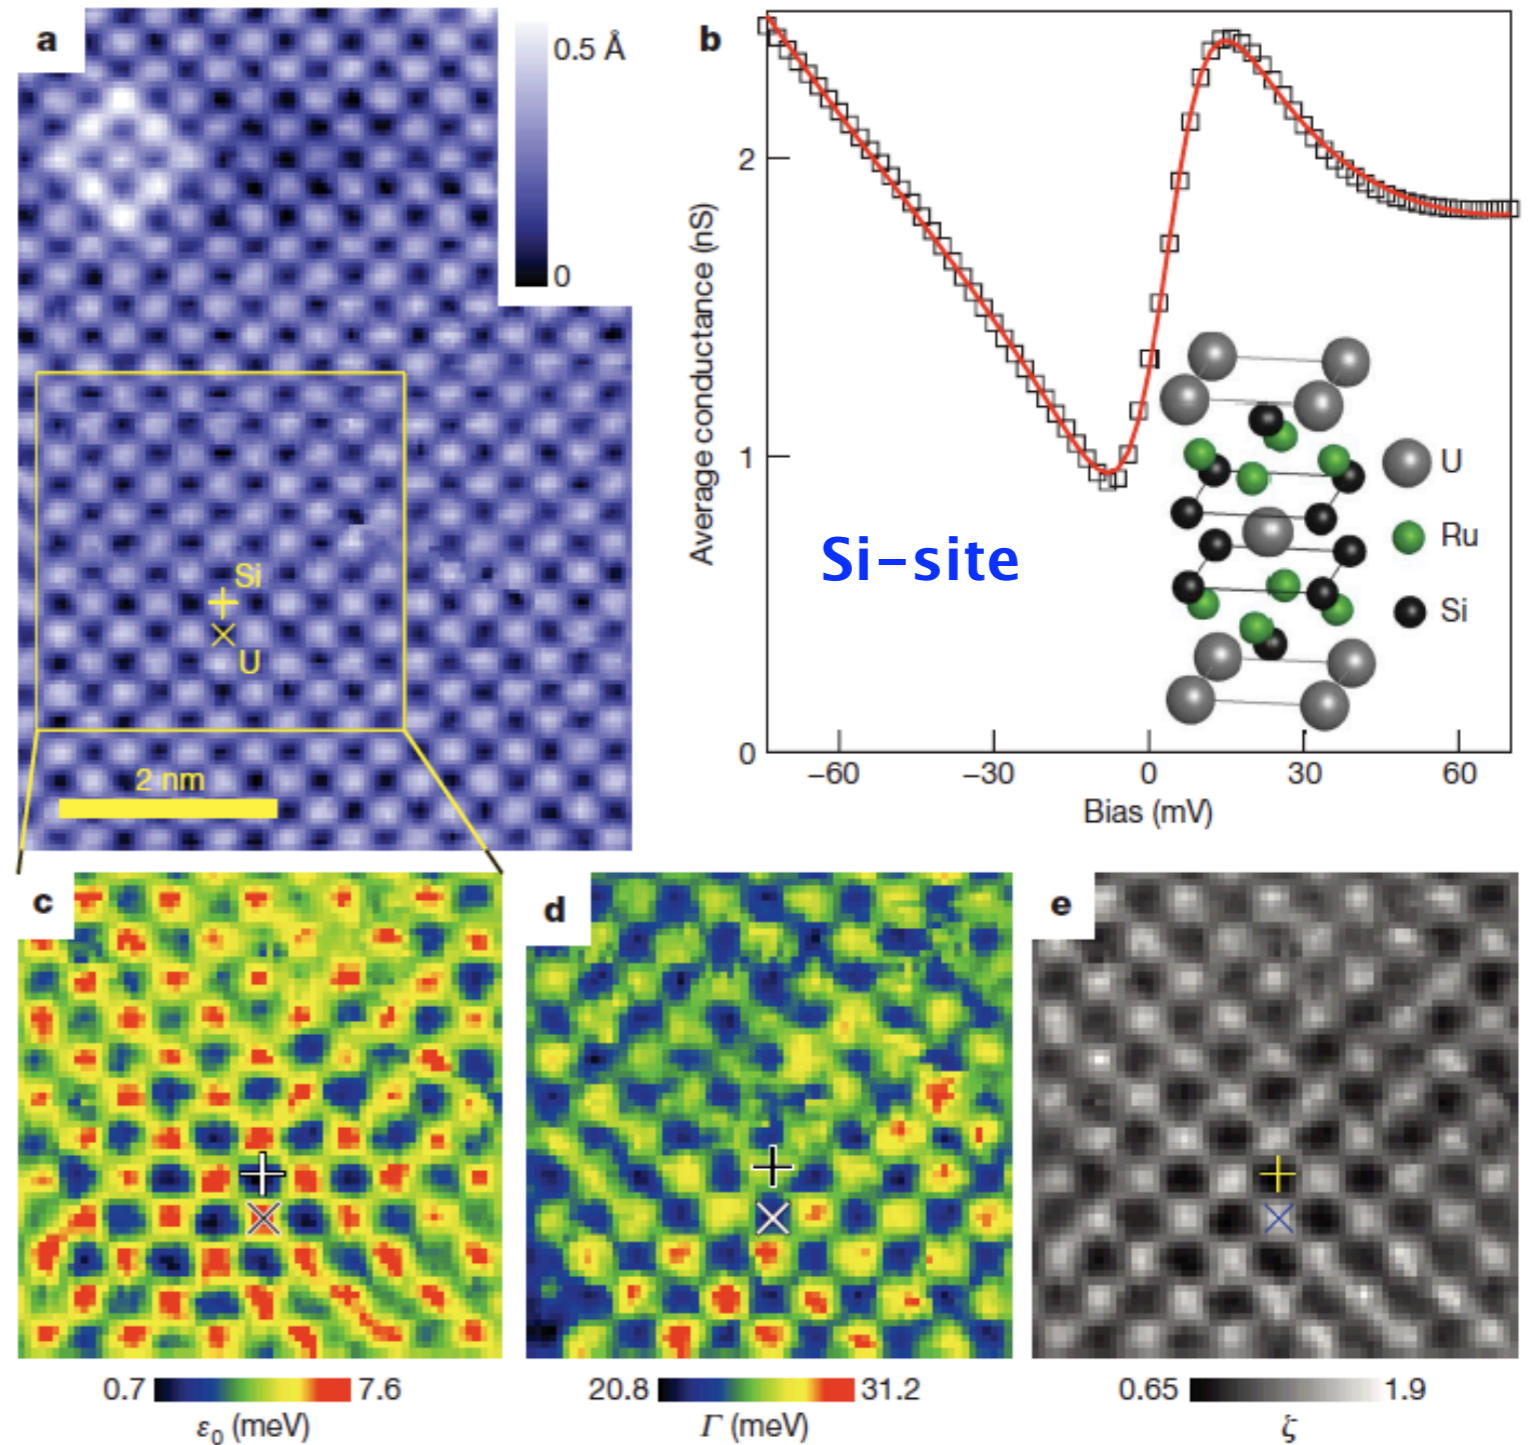 a
0.5 Å
0
Si
U
2 nm
b
Average conductance (nS)
2
1
0
−60
−30
0
30
60
Bias (mV)
Si-site
U
Ru
Si
c
0.7
7.6
ε₀ (meV)
d
20.8
31.2
Γ (meV)
e
0.65
1.9
ζ